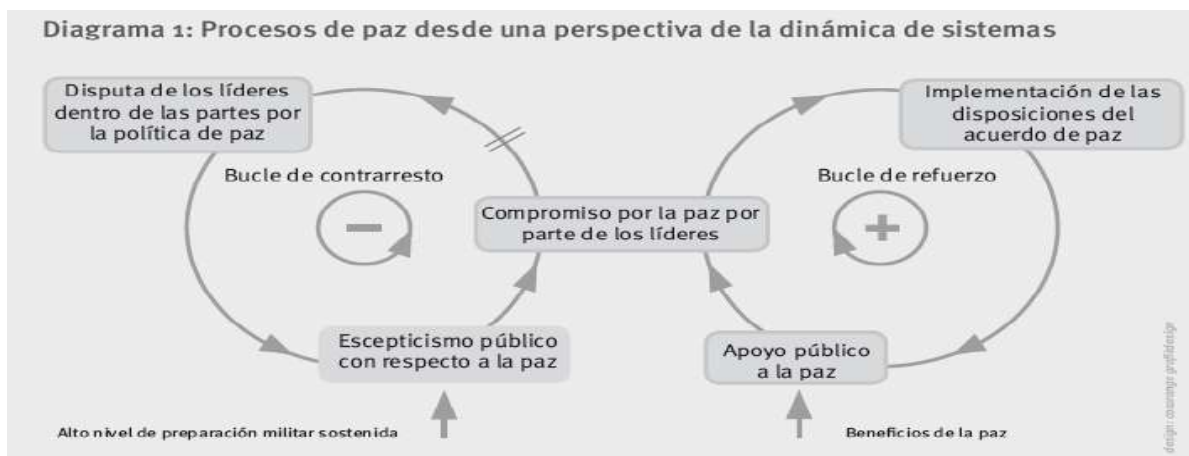 Diagrama 1: Procesos de paz desde una perspectiva de la dinámica de sistemas
Disputa de los líderes
dentro de las partes por
la política de paz
Implementación de las
disposiciones del
acuerdo de paz
Bucle de contrarresto
Bucle de refuerzo
Compromiso por la paz por
parte de los líderes
Escepticismo público
con respecto a la paz
Apoyo público
a la paz
Alto nivel de preparación militar sostenida
Beneficios de la paz
design: